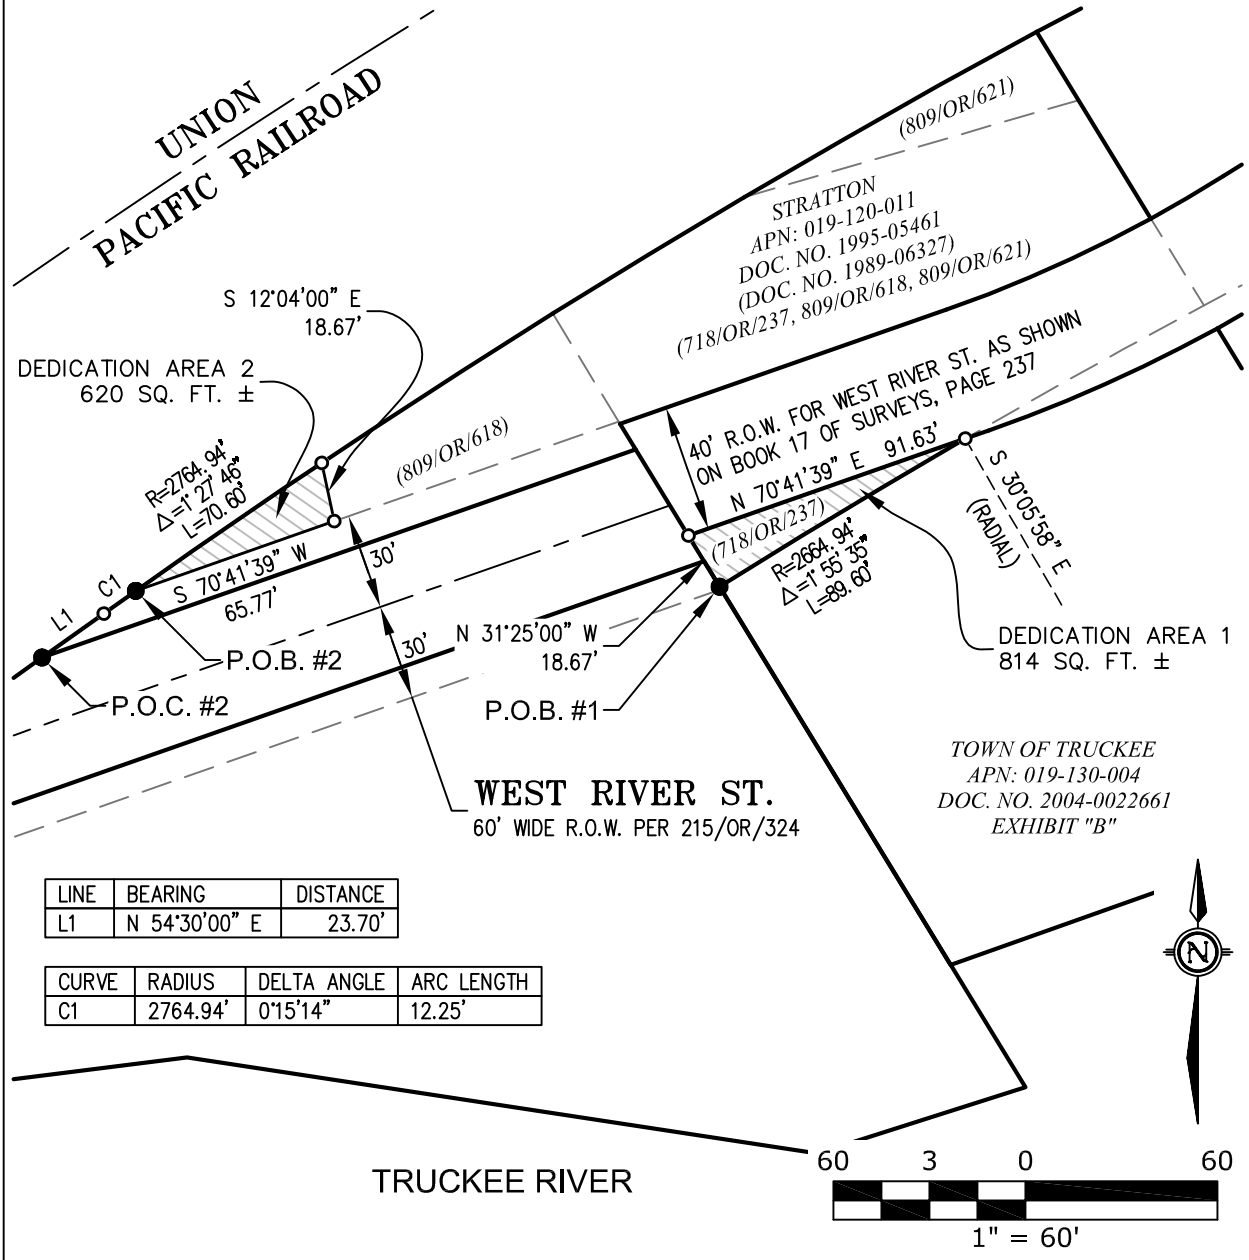 UNION
PACIFIC RAILROAD
(809/OR/621)
STRATTON
APN: 019-120-011
DOC. NO. 1995-05461
(DOC. NO. 1989-06327)
(718/OR/237, 809/OR/618, 809/OR/621)
S 12°04'00" E
18.67'
DEDICATION AREA 2
620 SQ. FT. ±
R=2764.94'
Δ=1°27'46"
L=70.60'
(809/OR/618)
40' R.O.W. FOR WEST RIVER ST. AS SHOWN
ON BOOK 17 OF SURVEYS, PAGE 237
N 70°41'39" E 91.63'
(718/OR/237)
R=2664.94'
Δ=1°55'35"
L=89.60'
S 30°05'58" E
(RADIAL)
L1
C1
S 70°41'39" W
65.77'
30'
30'
P.O.B. #2
P.O.C. #2
N 31°25'00" W
18.67'
P.O.B. #1
DEDICATION AREA 1
814 SQ. FT. ±
WEST RIVER ST.
60' WIDE R.O.W. PER 215/OR/324
TOWN OF TRUCKEE
APN: 019-130-004
DOC. NO. 2004-0022661
EXHIBIT "B"
LINE BEARING DISTANCE
L1 N 54°30'00" E 23.70'
CURVE RADIUS DELTA ANGLE ARC LENGTH
C1 2764.94' 0°15'14" 12.25'
N
TRUCKEE RIVER
60 3 0 60
1" = 60'